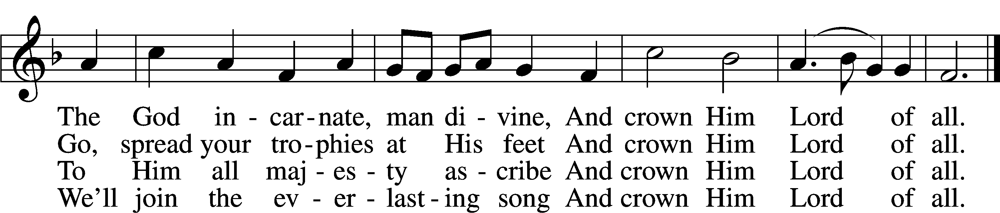 The God in - car - nate, man di - vine, And crown Him Lord of all.
Go, spread your tro - phies at His feet And crown Him Lord of all.
To Him all maj - es - ty as - cribe And crown Him Lord of all.
We’ll join the ev - er - last - ing song And crown Him Lord of all.